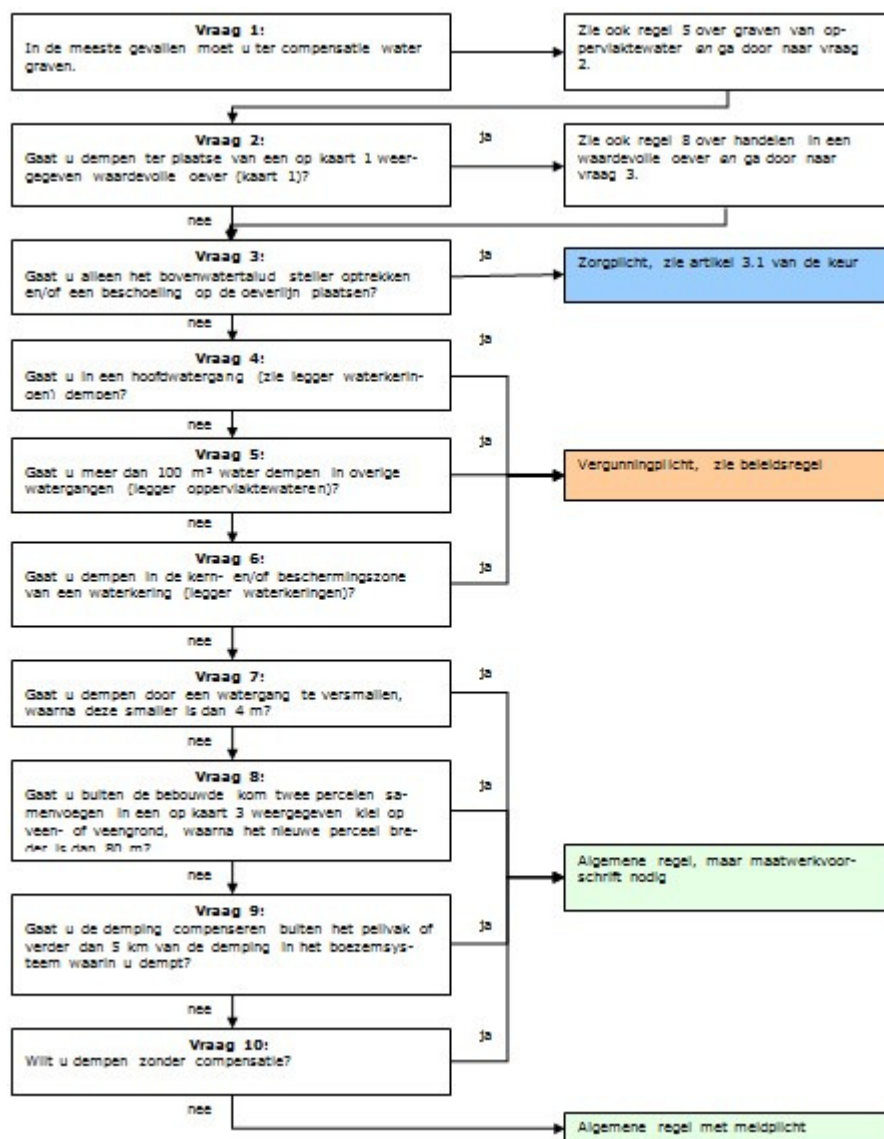 Vraag 1:
In de meeste gevallen moet u ter compensatie water
graven.
Zie ook regel 5 over graven van op-
pervlaktewater en ga door naar vraag
2.
Vraag 2:
Gaat u dempen ter plaatse van een op kaart 1 weer-
gegeven waardevolle oever (kaart 1)?
ja
Zie ook regel 8 over handelen in een
waardevolle oever en ga door naar
vraag 3.
nee
Vraag 3:
Gaat u alleen het bovenwatertalud steiler optrekken
en/of een beschoeiing op de oeverlijn plaatsen?
ja
Zorgplicht, zie artikel 3.1 van de keur
nee
Vraag 4:
Gaat u in een hoofdwatergang (zie legger waterkerin-
gen) dempen?
ja
nee
Vraag 5:
Gaat u meer dan 100 m² water dempen in overige
watergangen (legger oppervlaktewateren)?
ja
Vergunningplicht, zie beleidsregel
nee
Vraag 6:
Gaat u dempen in de kern- en/of beschermingszone
van een waterkering (legger waterkeringen)?
ja
nee
Vraag 7:
Gaat u dempen door een watergang te versmallen,
waarna deze smaller is dan 4 m?
ja
nee
Vraag 8:
Gaat u buiten de bebouwde kom twee percelen sa-
menvoegen in een op kaart 3 weergegeven klei op
veen- of veengrond, waarna het nieuwe perceel bre-
der is dan 80 m?
ja
Algemene regel, maar maatwerkvoor-
schrift nodig
nee
Vraag 9:
Gaat u de demping compenseren buiten het peilvak of
verder dan 5 km van de demping in het boezemsys-
teem waarin u dempt?
ja
nee
Vraag 10:
Wilt u dempen zonder compensatie?
ja
nee
Algemene regel met meldplicht